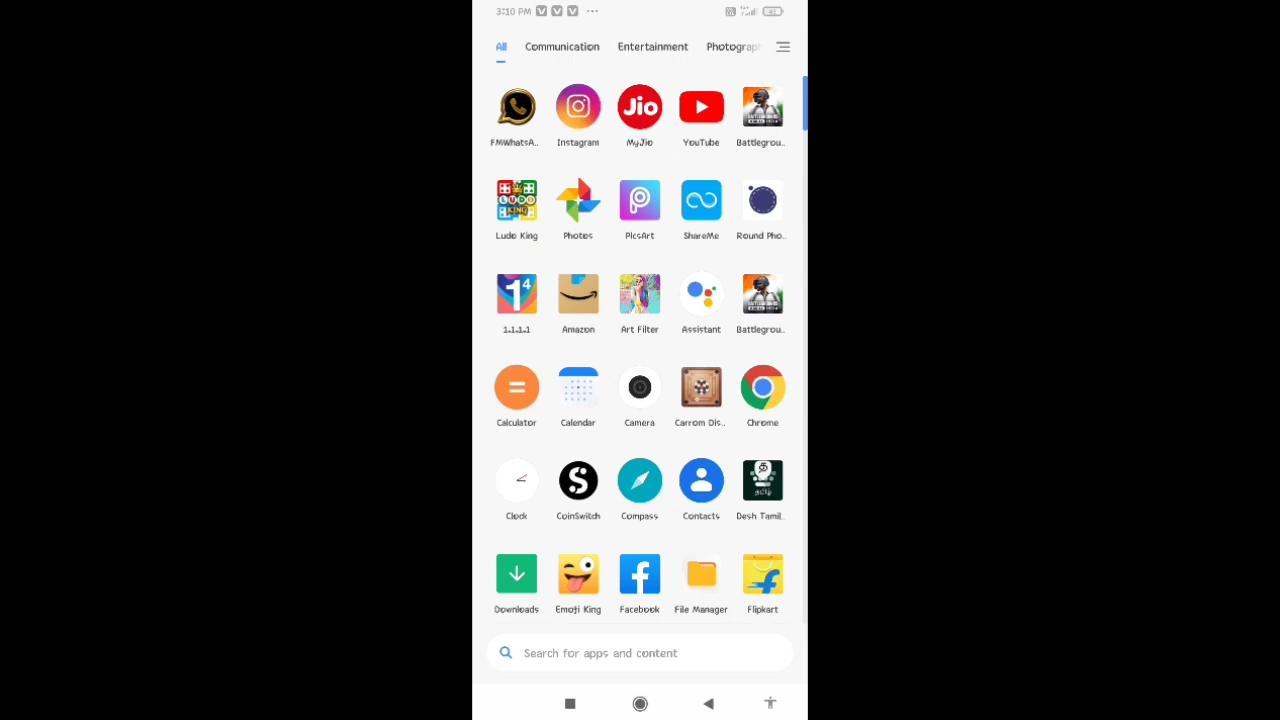 3:10 PM
All Communication Entertainment Photograph
FMWhatsA.. Instagram MyJio YouTube Battlegrou..
Ludo King Photos PicsArt ShareMe Round Pho..
1.1.1.1 Amazon Art Filter Assistant Battlegrou..
Calculator Calendar Camera Carrom Dis.. Chrome
Clock CoinSwitch Compass Contacts Desh Tamil..
Downloads Emoji King Facebook File Manager Flipkart
Search for apps and content